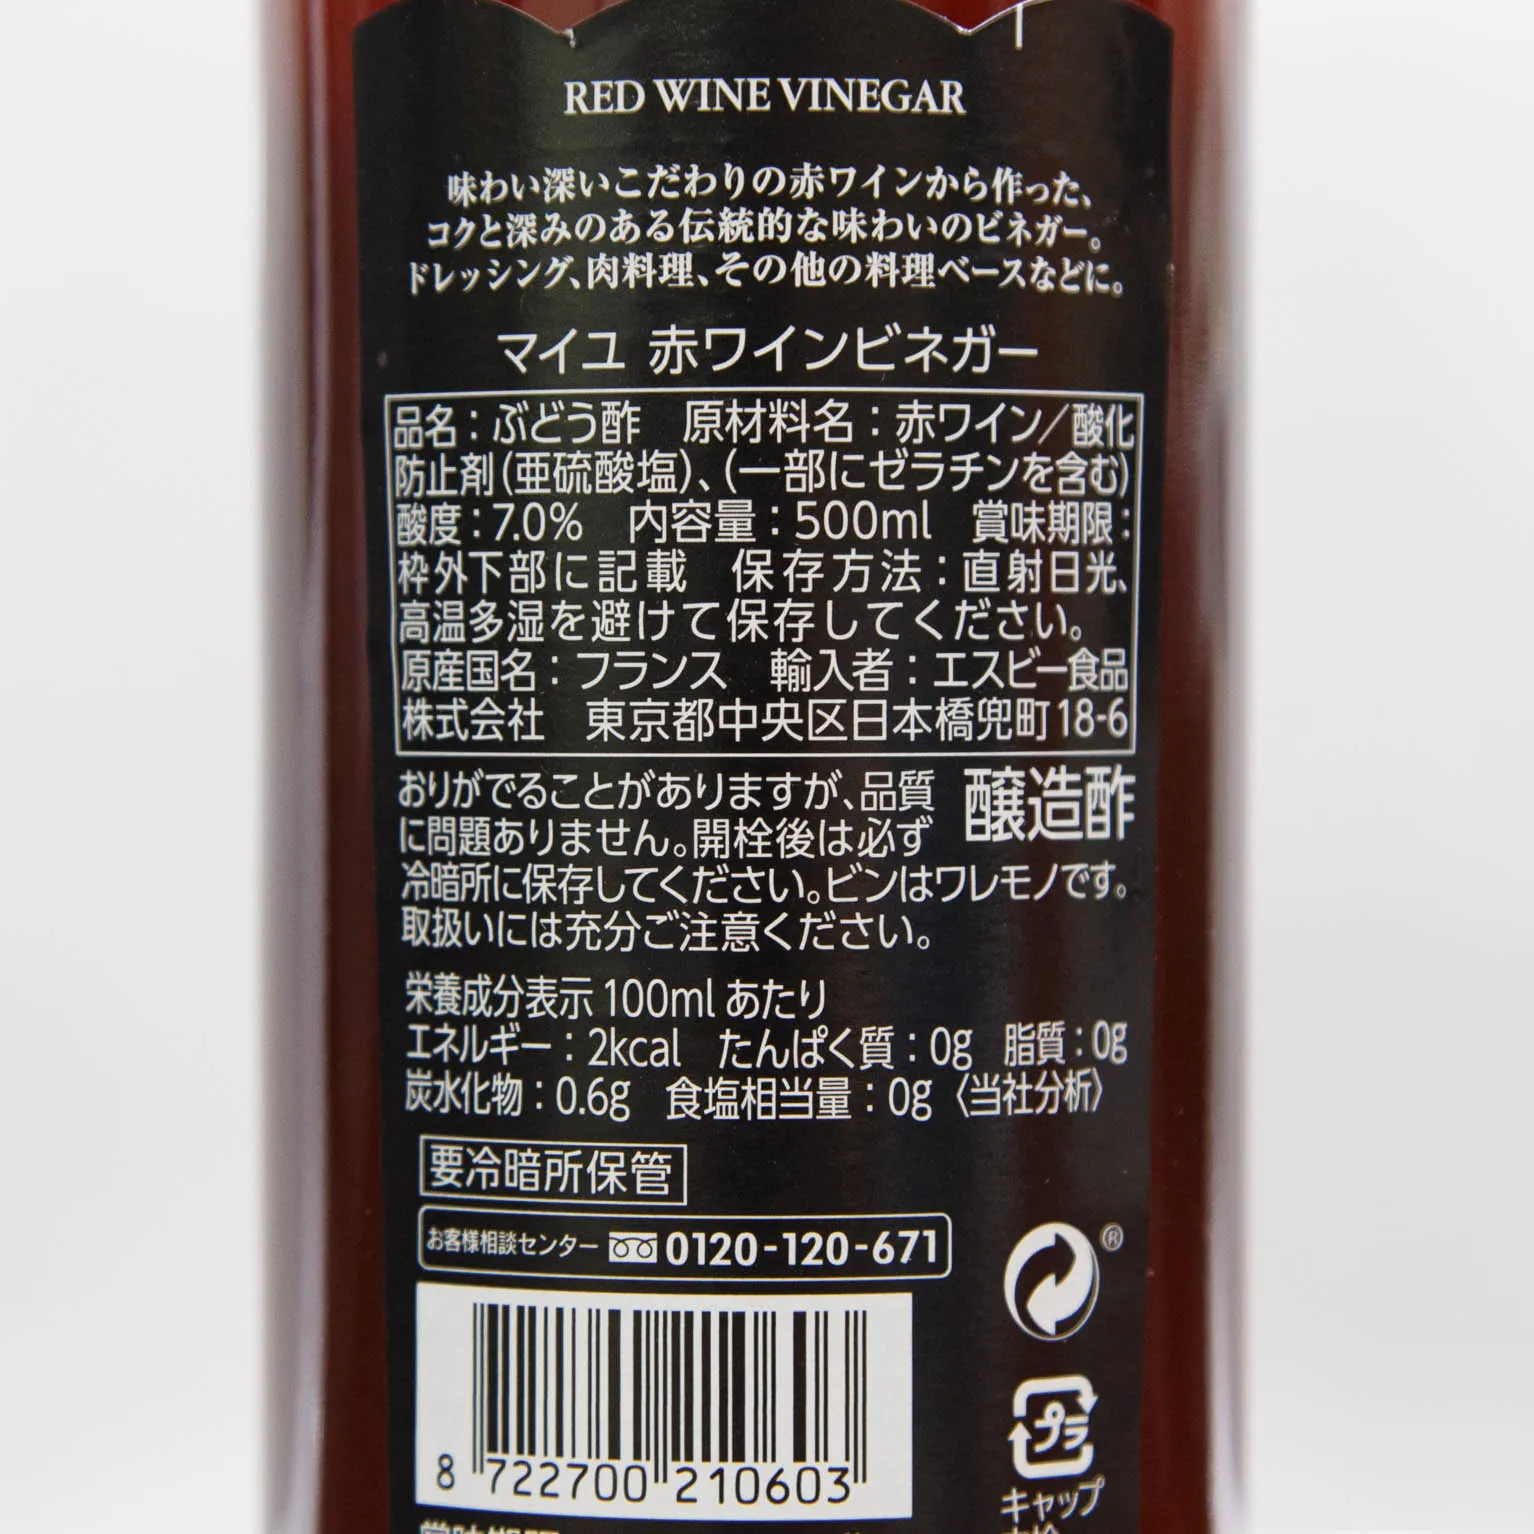 RED WINE VINEGAR
味わい深いこだわりの赤ワインから作った、
コクと深みのある伝統的な味わいのビネガー。
ドレッシング、肉料理、その他の料理ベースなどに。
マイユ 赤ワインビネガー
品名：ぶどう酢　原材料名：赤ワイン／酸化
防止剤（亜硫酸塩）、（一部にゼラチンを含む）
酸度：7.0%　内容量：500ml　賞味期限：
枠外下部に記載　保存方法：直射日光、
高温多湿を避けて保存してください。
原産国名：フランス　輸入者：エスビー食品
株式会社　東京都中央区日本橋兜町18-6
おりがでることがありますが、品質
に問題ありません。開栓後は必ず
冷暗所に保存してください。ビンはワレモノです。
取扱いには充分ご注意ください。
醸造酢
栄養成分表示 100ml あたり
エネルギー：2kcal　たんぱく質：0g　脂質：0g
炭水化物：0.6g　食塩相当量：0g〈当社分析〉
要冷暗所保管
お客様相談センター 0120-120-671
®
プラ
キャップ
8 722700 210603